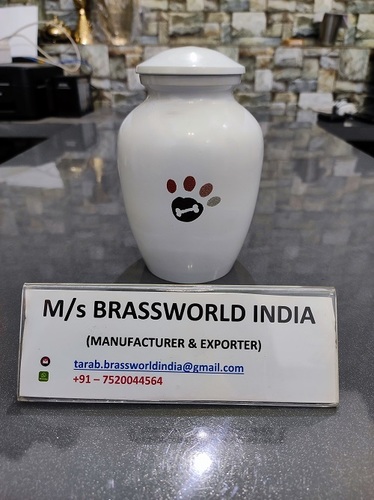 M/s BRASSWORLD INDIA
(MANUFACTURER & EXPORTER)
tarab.brassworldindia@gmail.com
+91 – 7520044564